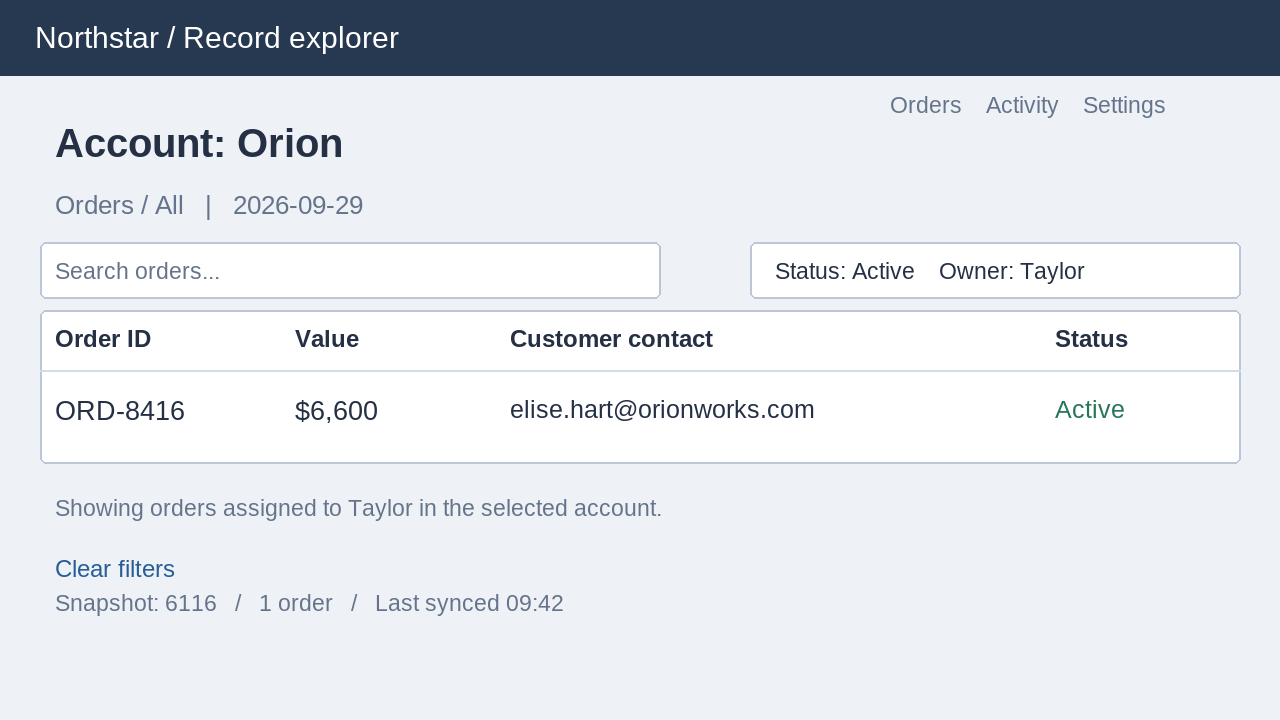 Northstar / Record explorer
Orders Activity Settings
Account: Orion
Orders / All | 2026-09-29
Search orders...
Status: Active Owner: Taylor
Order ID Value Customer contact Status
ORD-8416 $6,600 elise.hart@orionworks.com Active
Showing orders assigned to Taylor in the selected account.
Clear filters
Snapshot: 6116 / 1 order / Last synced 09:42